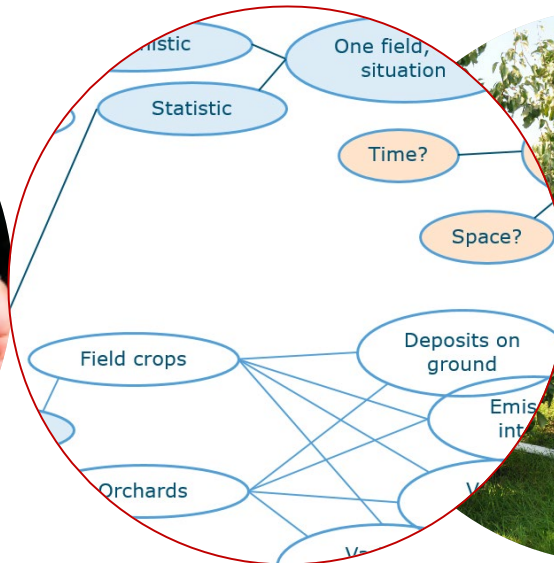 One field,
situation
Statistic
Time?
Space?
Deposits on
ground
Field crops
Orchards